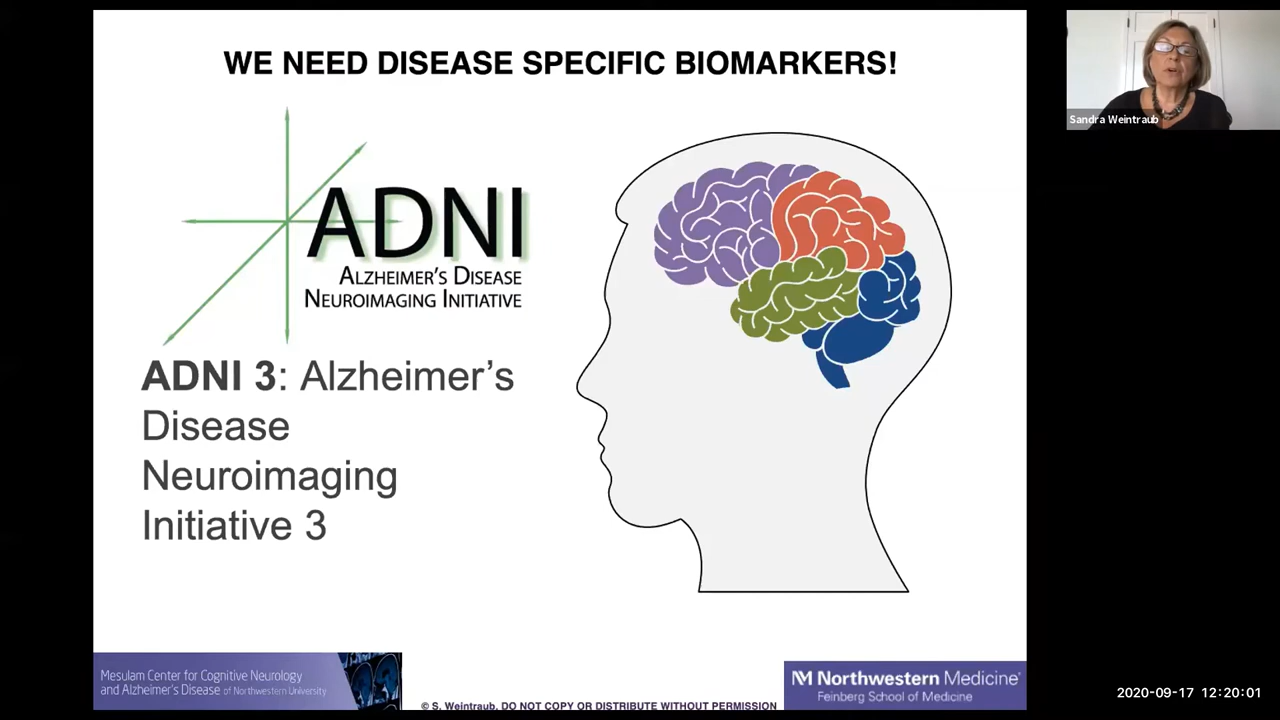 WE NEED DISEASE SPECIFIC BIOMARKERS!
ADNI
ALZHEIMER'S DISEASE
NEUROIMAGING INITIATIVE
ADNI 3: Alzheimer's
Disease
Neuroimaging
Initiative 3
Sandra Weintraub
Mesulam Center for Cognitive Neurology
and Alzheimer's Disease of Northwestern University
© S. Weintraub, DO NOT COPY OR DISTRIBUTE WITHOUT PERMISSION
Northwestern Medicine®
Feinberg School of Medicine
2020-09-17 12:20:01